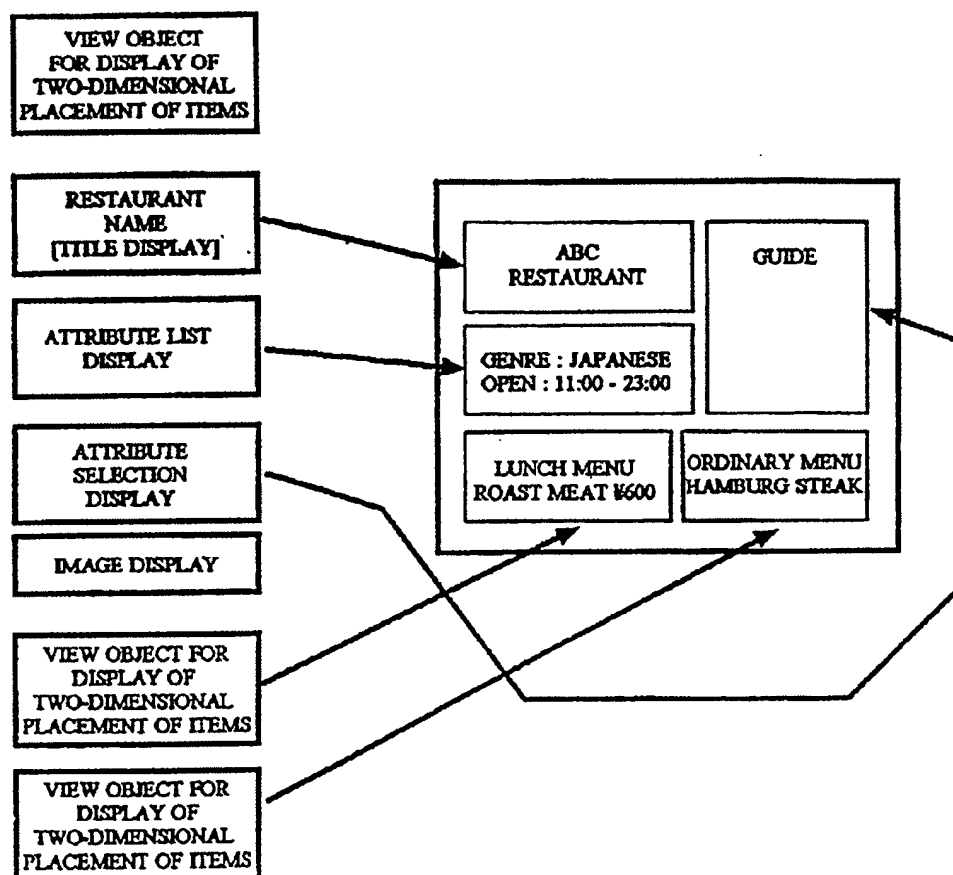 VIEW OBJECT
FOR DISPLAY OF
TWO-DIMENSIONAL
PLACEMENT OF ITEMS
RESTAURANT
NAME
[TITLE DISPLAY]
ATTRIBUTE LIST
DISPLAY
ATTRIBUTE
SELECTION
DISPLAY
IMAGE DISPLAY
VIEW OBJECT FOR
DISPLAY OF
TWO-DIMENSIONAL
PLACEMENT OF ITEMS
VIEW OBJECT FOR
DISPLAY OF
TWO-DIMENSIONAL
PLACEMENT OF ITEMS
ABC
RESTAURANT
GUIDE
GENRE : JAPANESE
OPEN : 11:00 - 23:00
LUNCH MENU
ROAST MEAT ¥600
ORDINARY MENU
HAMBURG STEAK